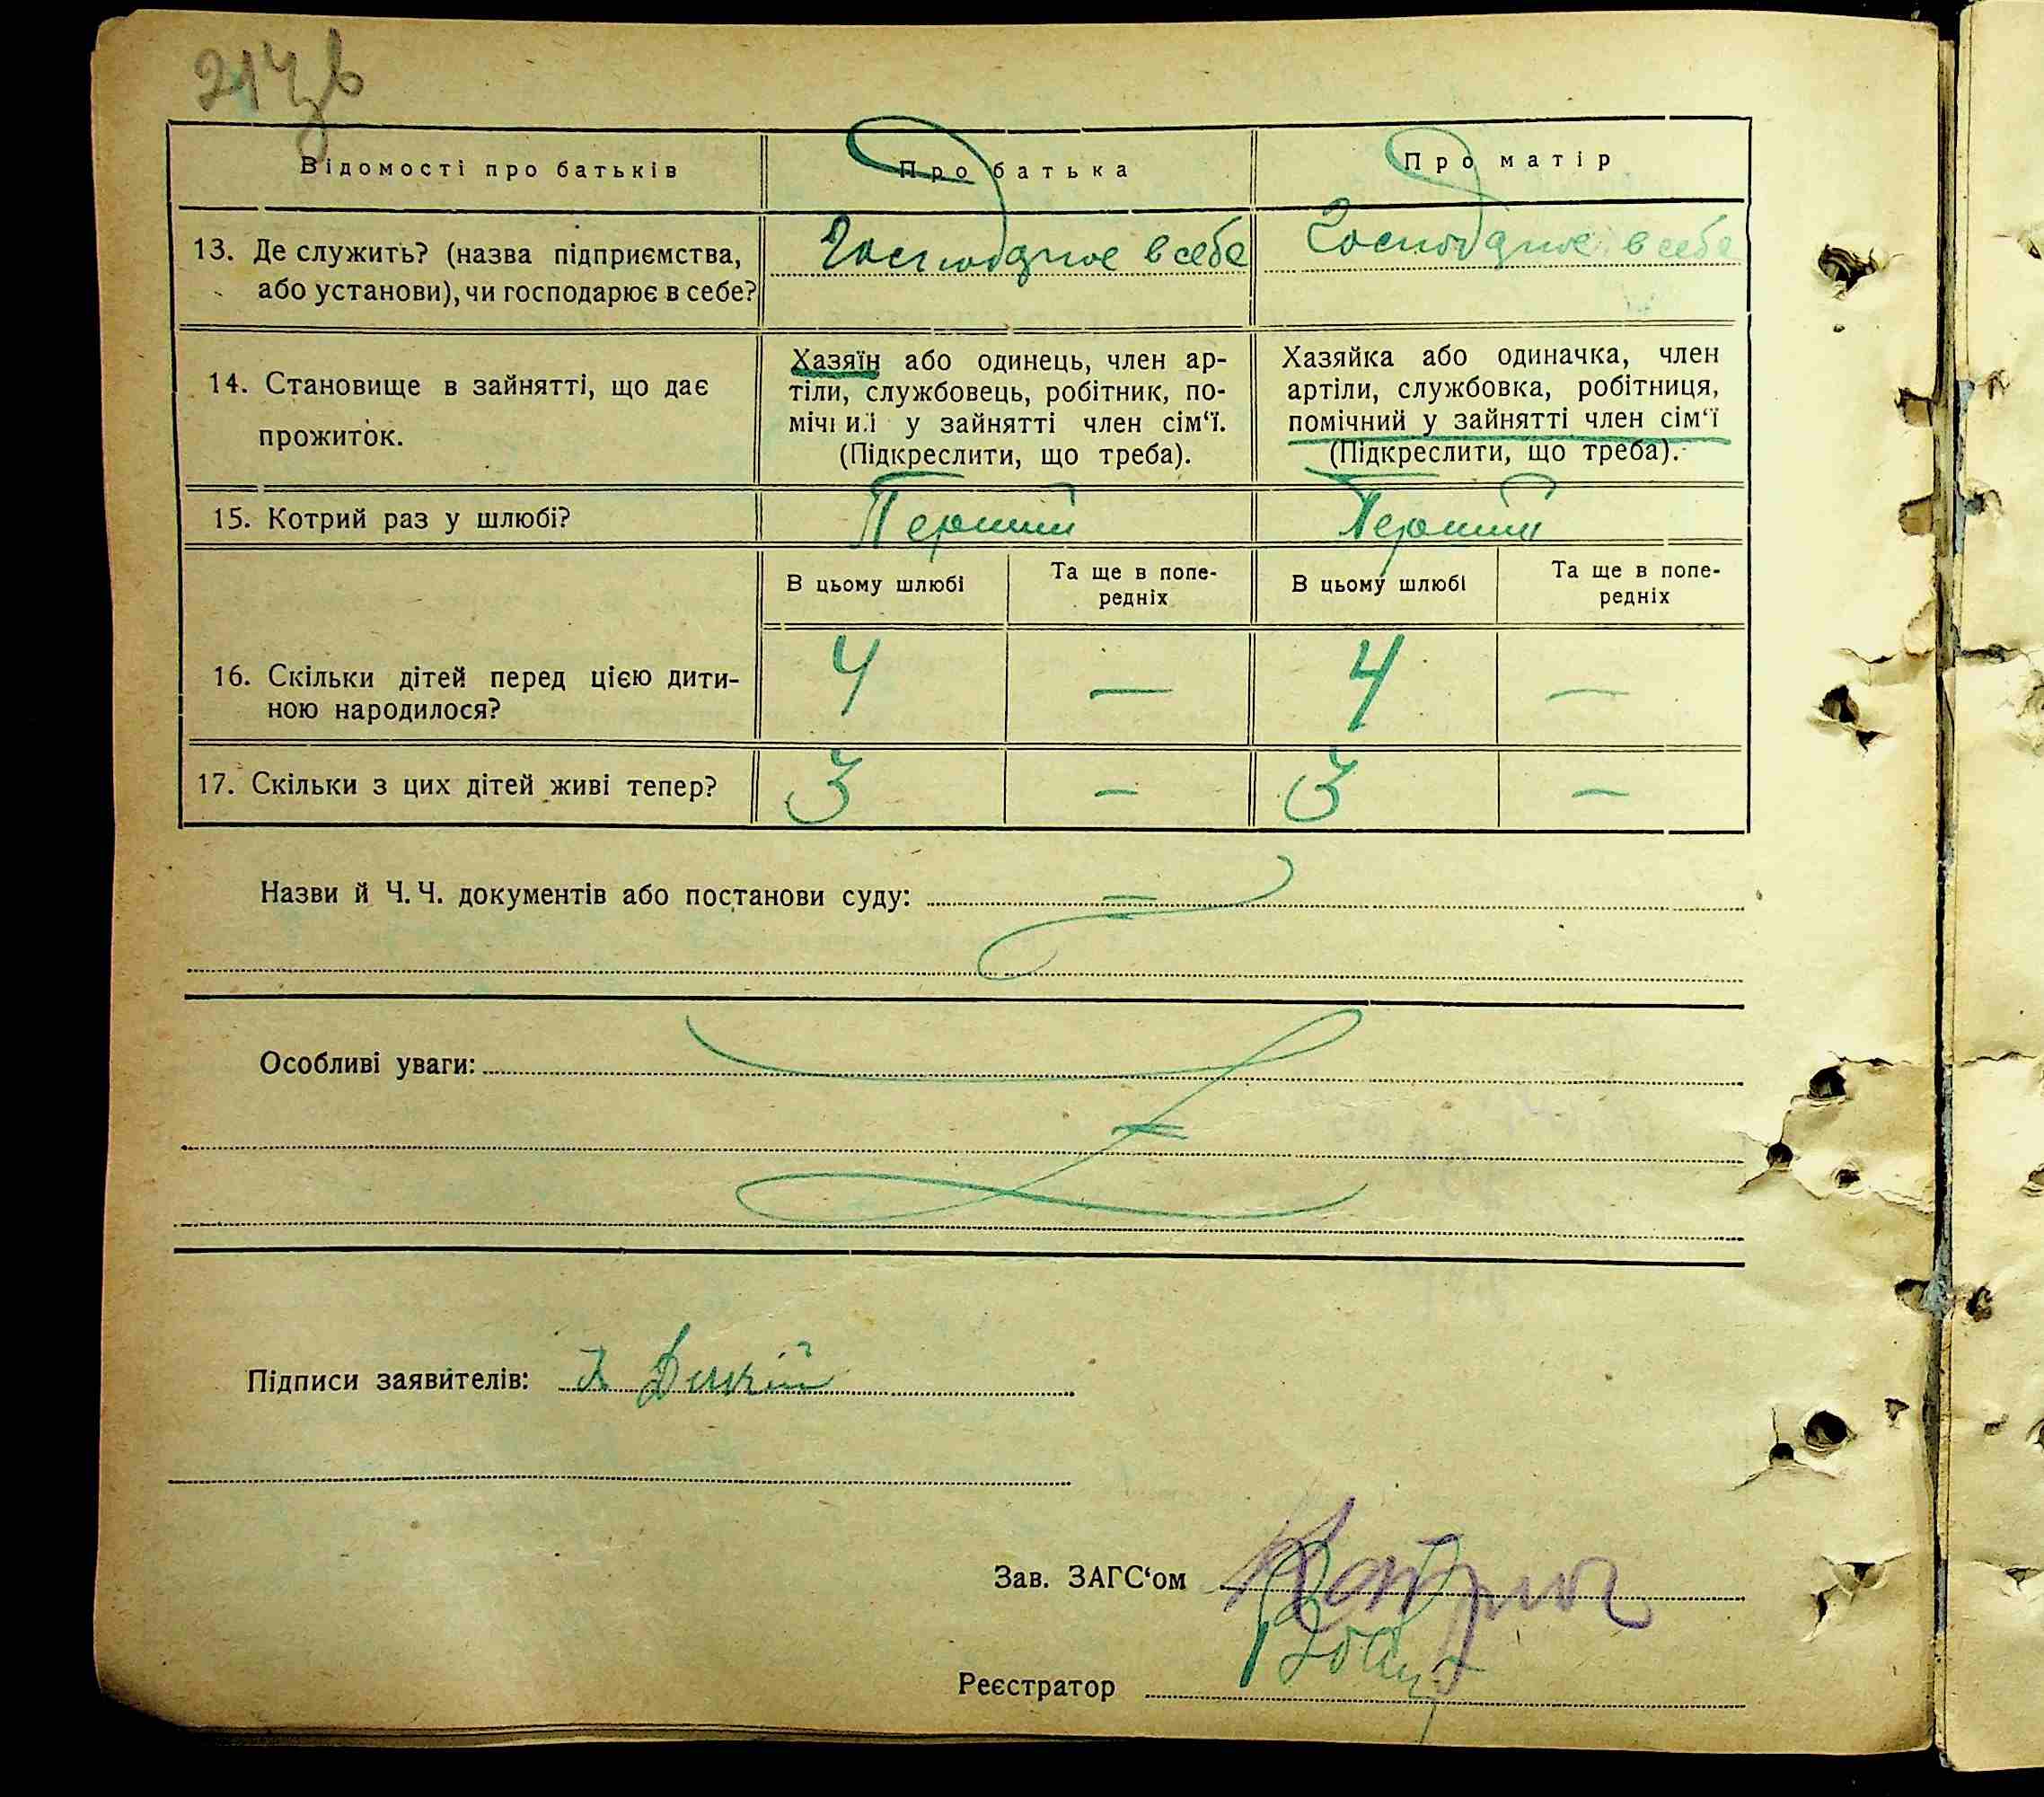 214зв
Відомості про батьків Про батька Про матір
13. Де служить? (назва підприємства, або установи), чи господарює в себе? Господрює в себе Господрює в себе
14. Становище в зайнятті, що дає прожиток.
Хазяїн або одинець, член ар-
тіли, службовець, робітник, по-
мічний у зайнятті член сім‘ї.
(Підкреслити, що треба).
Хазяйка або одиначка, член
артіли, службовка, робітниця,
помічний у зайнятті член сім‘ї
(Підкреслити, що треба).
15. Котрий раз у шлюбі? Перший Перший
В цьому шлюбі Та ще в попе-
редніх
В цьому шлюбі Та ще в попе-
редніх
16. Скільки дітей перед цією дити-
ною народилося? 4 — 4 —
17. Скільки з цих дітей живі тепер? 3 — 3 —
Назви й Ч.Ч. документів або постанови суду: —
Особливі уваги:
Підписи заявителів: Дикій
Зав. ЗАГС‘ом
Реєстратор